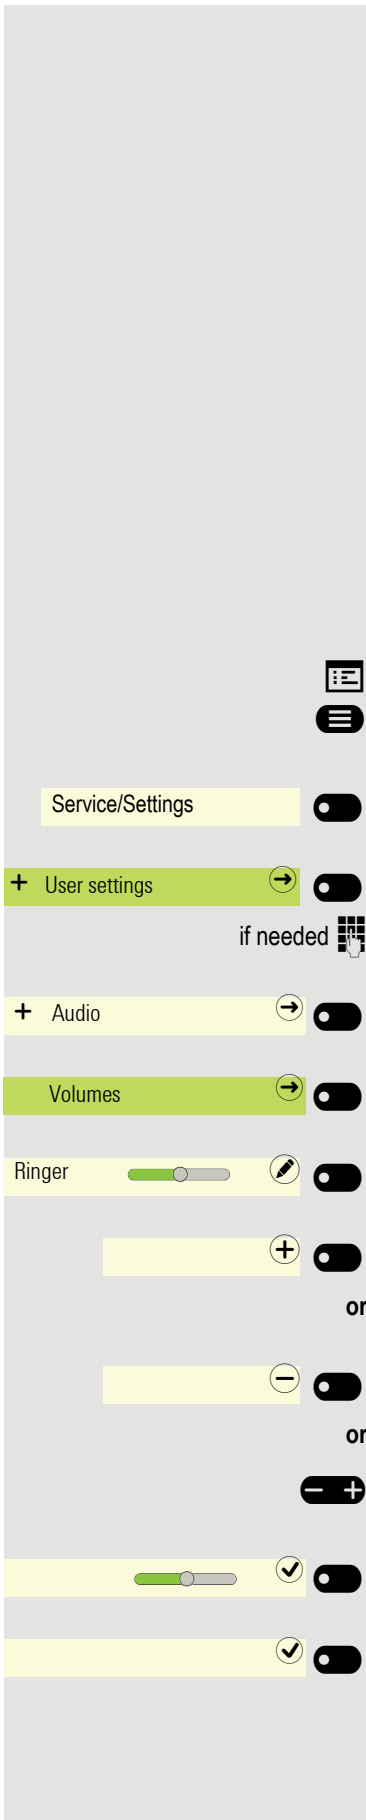 Service/Settings
+ User settings
if needed
+ Audio
Volumes
Ringer
+
or
−
or
− +